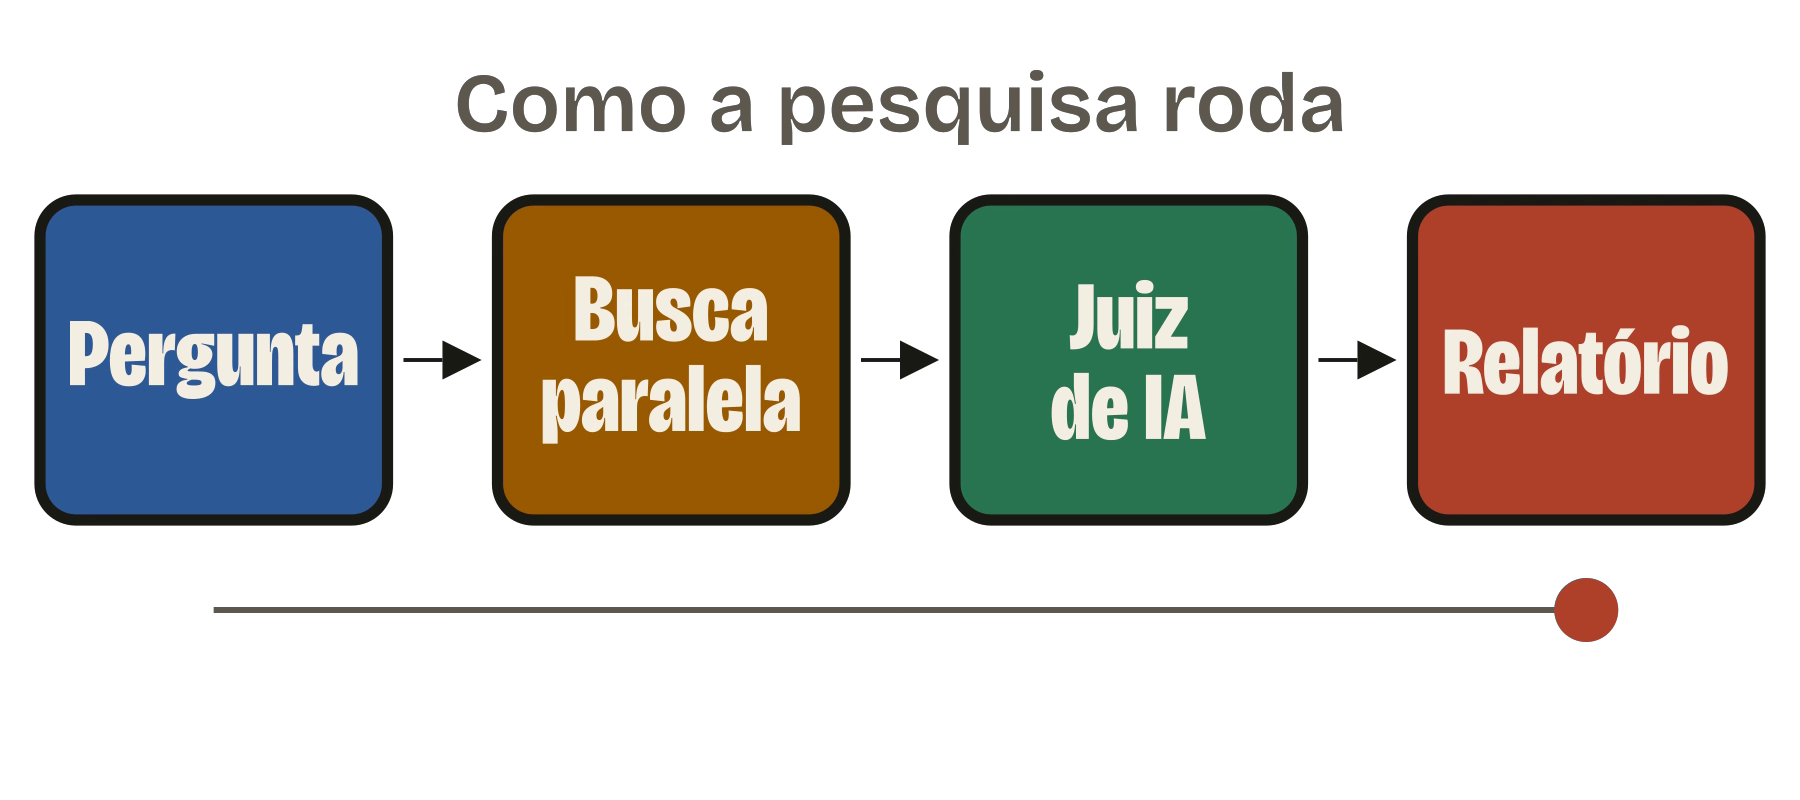 Como a pesquisa roda
Pergunta
Busca
paralela
Juiz
de IA
Relatório